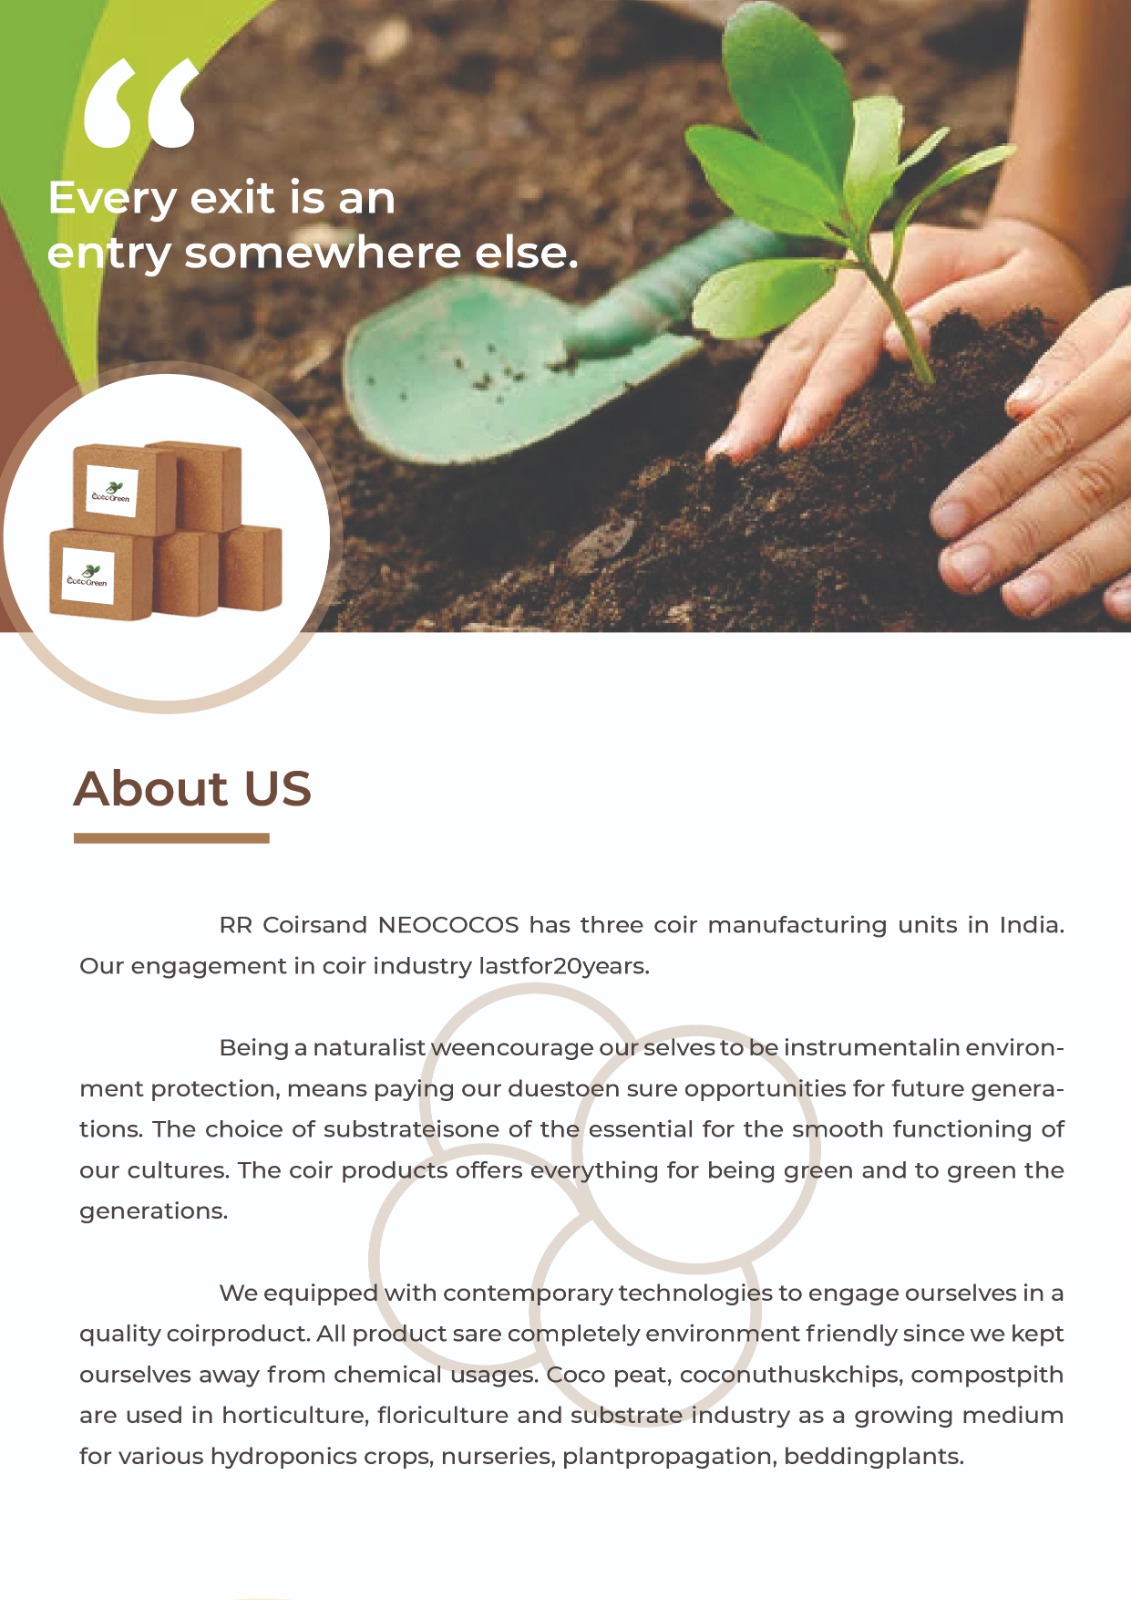 “
Every exit is an
entry somewhere else.
CocoGreen
CocoGreen
About US
RR Coirsand NEOCOCOS has three coir manufacturing units in India.
Our engagement in coir industry lastfor20years.
Being a naturalist weencourage our selves to be instrumentalin environ-
ment protection, means paying our duestoen sure opportunities for future genera-
tions. The choice of substrateisone of the essential for the smooth functioning of
our cultures. The coir products offers everything for being green and to green the
generations.
We equipped with contemporary technologies to engage ourselves in a
quality coirproduct. All product sare completely environment friendly since we kept
ourselves away from chemical usages. Coco peat, coconuthuskchips, compostpith
are used in horticulture, floriculture and substrate industry as a growing medium
for various hydroponics crops, nurseries, plantpropagation, beddingplants.